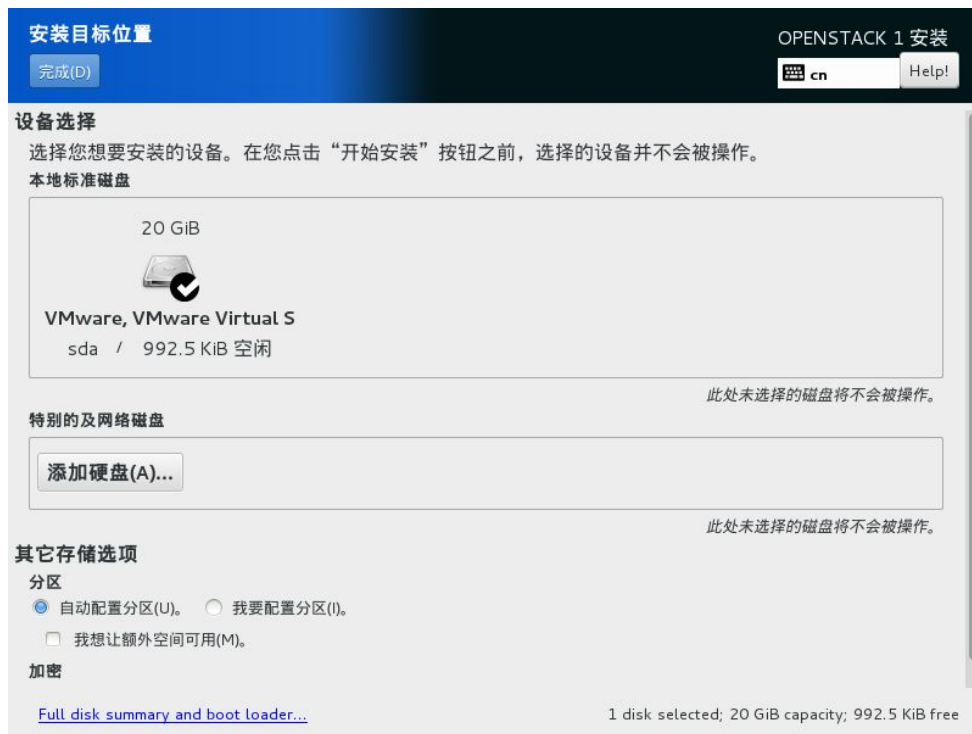 安装目标位置
OPENSTACK 1 安装
完成(D)
cn
Help!
设备选择
选择您想要安装的设备。在您点击“开始安装”按钮之前，选择的设备并不会被操作。
本地标准磁盘
20 GiB
VMware, VMware Virtual S
sda / 992.5 KiB 空闲
此处未选择的磁盘将不会被操作。
特别的及网络磁盘
添加硬盘(A)...
此处未选择的磁盘将不会被操作。
其它存储选项
分区
自动配置分区(U)。 我要配置分区(I)。
我想让额外空间可用(M)。
加密
Full disk summary and boot loader...
1 disk selected; 20 GiB capacity; 992.5 KiB free